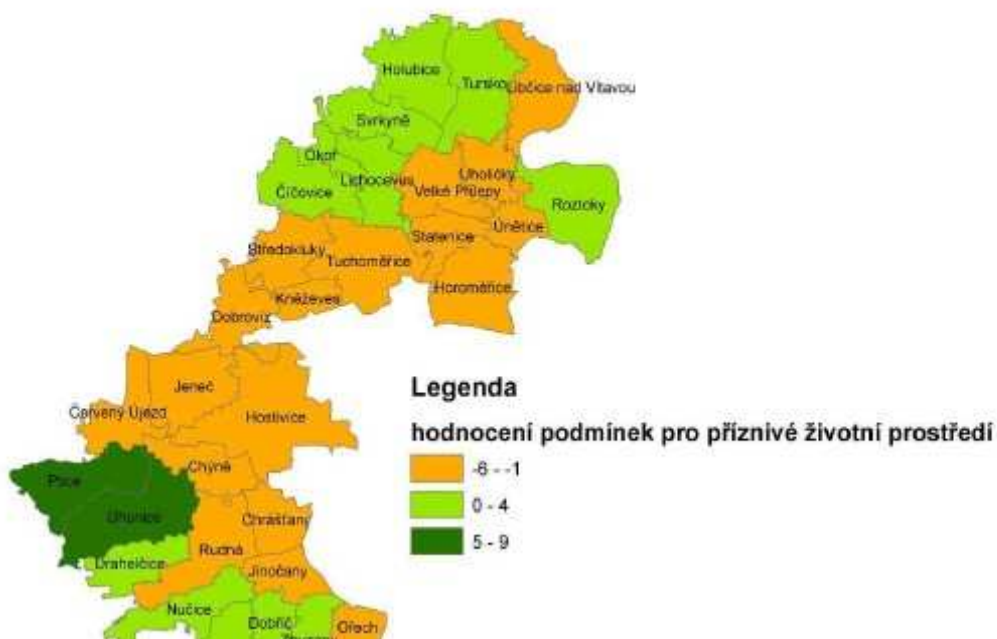 Holubice
Tursko
Libčice nad Vltavou
Svrkyně
Okoř
Lichoceves
Číčovice
Velké Přílepy
Úholičky
Roztoky
Únětice
Statenice
Středokluky
Tuchoměřice
Horoměřice
Kněževes
Dobrovíz
Jeneč
Hostivice
Červený Újezd
Legenda
hodnocení podmínek pro příznivé životní prostředí
-6 - -1
0 - 4
5 - 9
Chýně
Ptice
Úhonice
Chrášťany
Rudná
Drahelčice
Jinočany
Nučice
Dobříč
Ořech